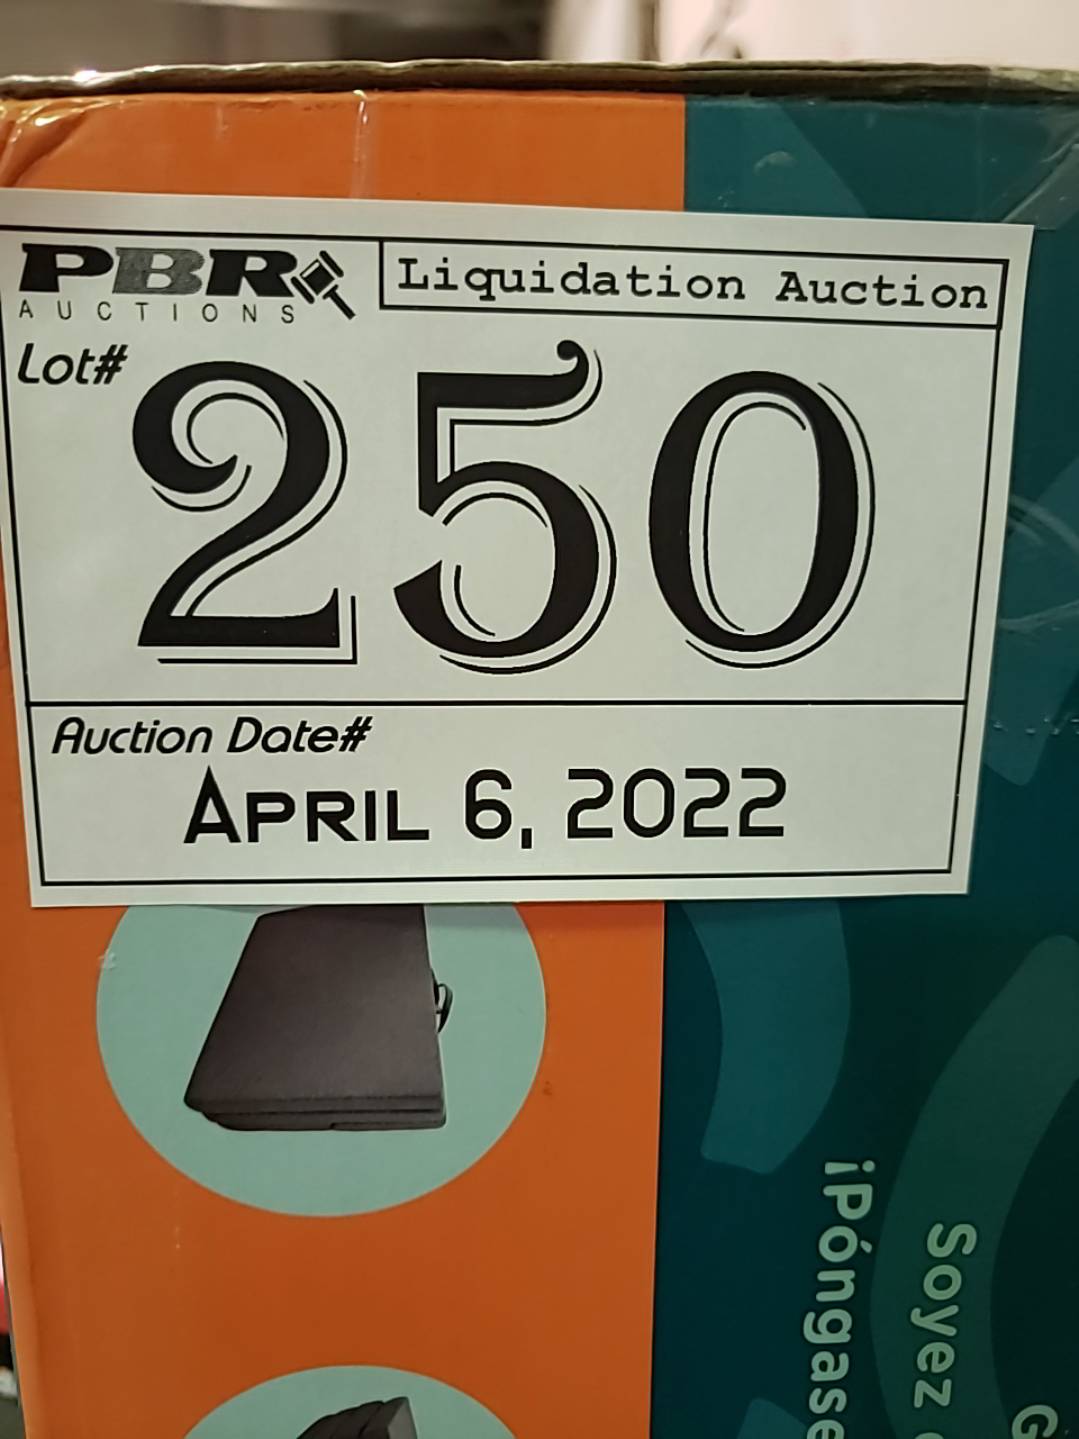 PBR
AUCTIONS
Liquidation Auction
Lot#
250
Auction Date#
APRIL 6, 2022
¡Póngase
Soyez
G